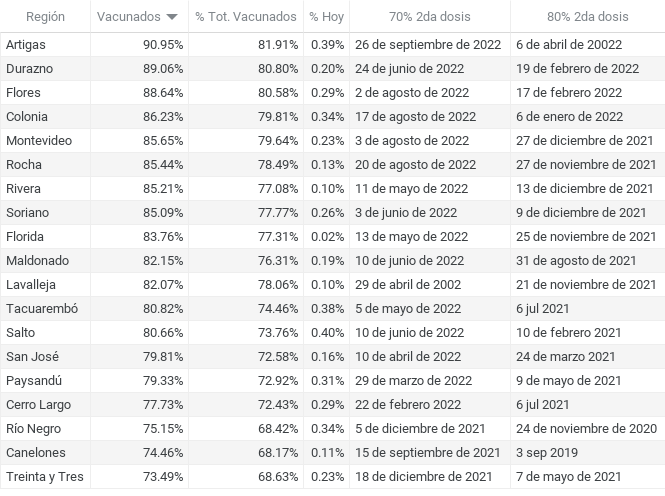 Región Vacunados % Tot. Vacunados % Hoy 70% 2da dosis 80% 2da dosis
Artigas 90.95% 81.91% 0.39% 26 de septiembre de 2022 6 de abril de 20022
Durazno 89.06% 80.80% 0.20% 24 de junio de 2022 19 de febrero de 2022
Flores 88.64% 80.58% 0.29% 2 de agosto de 2022 17 de febrero 2022
Colonia 86.23% 79.81% 0.34% 17 de agosto de 2022 6 de enero de 2022
Montevideo 85.65% 79.64% 0.23% 3 de agosto de 2022 27 de diciembre de 2021
Rocha 85.44% 78.49% 0.13% 20 de agosto de 2022 27 de noviembre de 2021
Rivera 85.21% 77.08% 0.10% 11 de mayo de 2022 13 de diciembre de 2021
Soriano 85.09% 77.77% 0.26% 3 de junio de 2022 9 de diciembre de 2021
Florida 83.76% 77.31% 0.02% 13 de mayo de 2022 25 de noviembre de 2021
Maldonado 82.15% 76.31% 0.19% 10 de junio de 2022 31 de agosto de 2021
Lavalleja 82.07% 78.06% 0.10% 29 de abril de 2002 21 de noviembre de 2021
Tacuarembó 80.82% 74.46% 0.38% 5 de mayo de 2022 6 jul 2021
Salto 80.66% 73.76% 0.40% 10 de junio de 2022 10 de febrero de 2021
San José 79.81% 72.58% 0.16% 10 de abril de 2022 24 de marzo de 2021
Paysandú 79.33% 72.92% 0.31% 29 de marzo de 2022 9 de mayo de 2021
Cerro Largo 77.73% 72.43% 0.29% 22 de febrero 2022 6 jul 2021
Río Negro 75.15% 68.42% 0.34% 5 de diciembre de 2021 24 de noviembre de 2020
Canelones 74.46% 68.17% 0.11% 15 de septiembre de 2021 3 sep 2019
Treinta y Tres 73.49% 68.63% 0.23% 18 de diciembre de 2021 7 de mayo de 2021